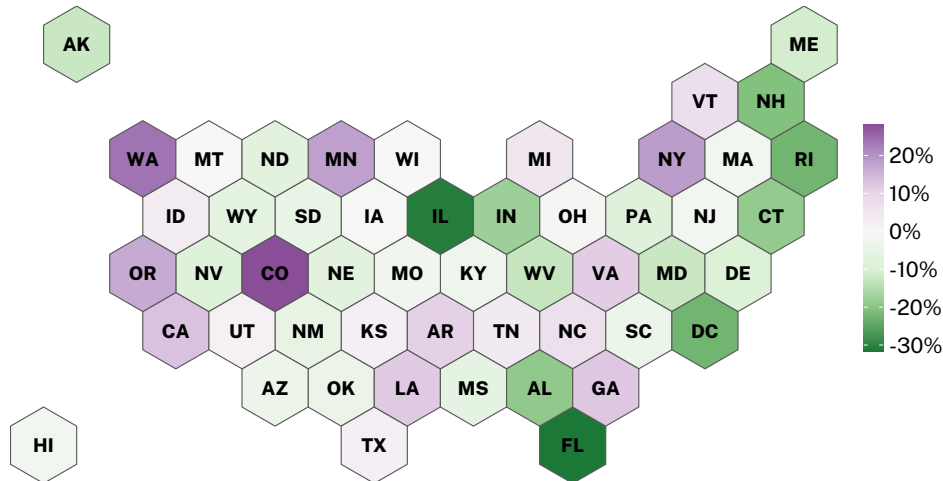 AK ME
VT NH
WA MT ND MN WI MI NY MA RI
ID WY SD IA IL IN OH PA NJ CT
OR NV CO NE MO KY WV VA MD DE
CA UT NM KS AR TN NC SC DC
AZ OK LA MS AL GA
HI TX FL
20%
10%
0%
-10%
-20%
-30%